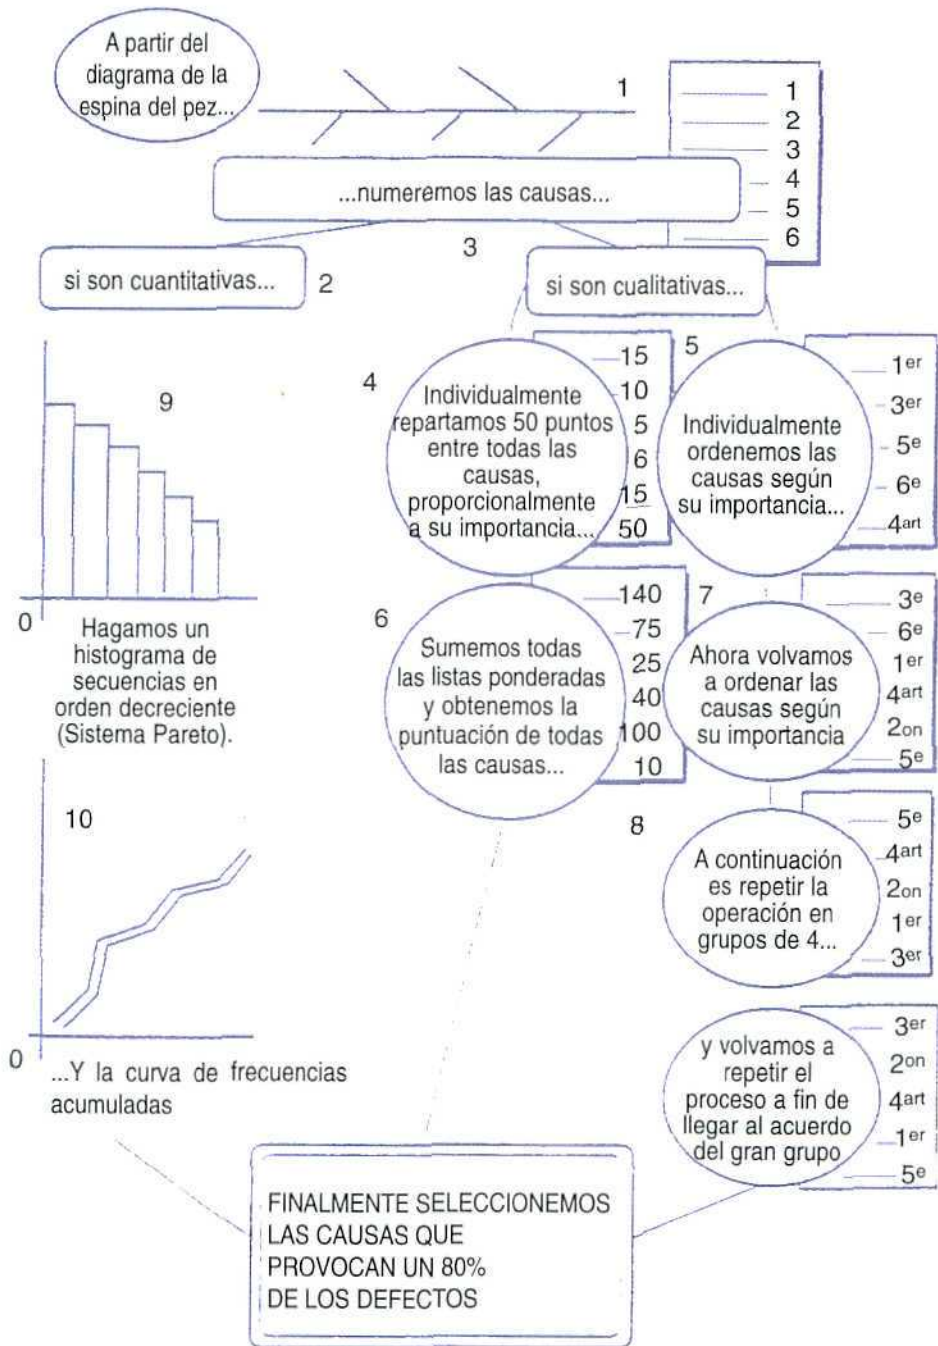 A partir del
diagrama de la
espina del pez...
1
1
2
3
4
5
6
...numeremos las causas...
3
si son cuantitativas...
2
si son cualitativas...
9
0
Hagamos un
histograma de
secuencias en
orden decreciente
(Sistema Pareto).
10
0
...Y la curva de frecuencias
acumuladas
4
Individualmente
repartamos 50 puntos
entre todas las
causas,
proporcionalmente
a su importancia...
15
10
5
6
15
50
5
Individualmente
ordenemos las
causas según
su importancia...
1er
3er
5e
6e
4art
6
Sumemos todas
las listas ponderadas
y obtenemos la
puntuación de todas
las causas...
140
75
25
40
100
10
7
Ahora volvamos
a ordenar las
causas según
su importancia
3e
6e
1er
4art
2on
5e
8
A continuación
es repetir la
operación en
grupos de 4...
5e
4art
2on
1er
3er
y volvamos a
repetir el
proceso a fin de
llegar al acuerdo
del gran grupo
3er
2on
4art
1er
5e
FINALMENTE SELECCIONEMOS
LAS CAUSAS QUE
PROVOCAN UN 80%
DE LOS DEFECTOS